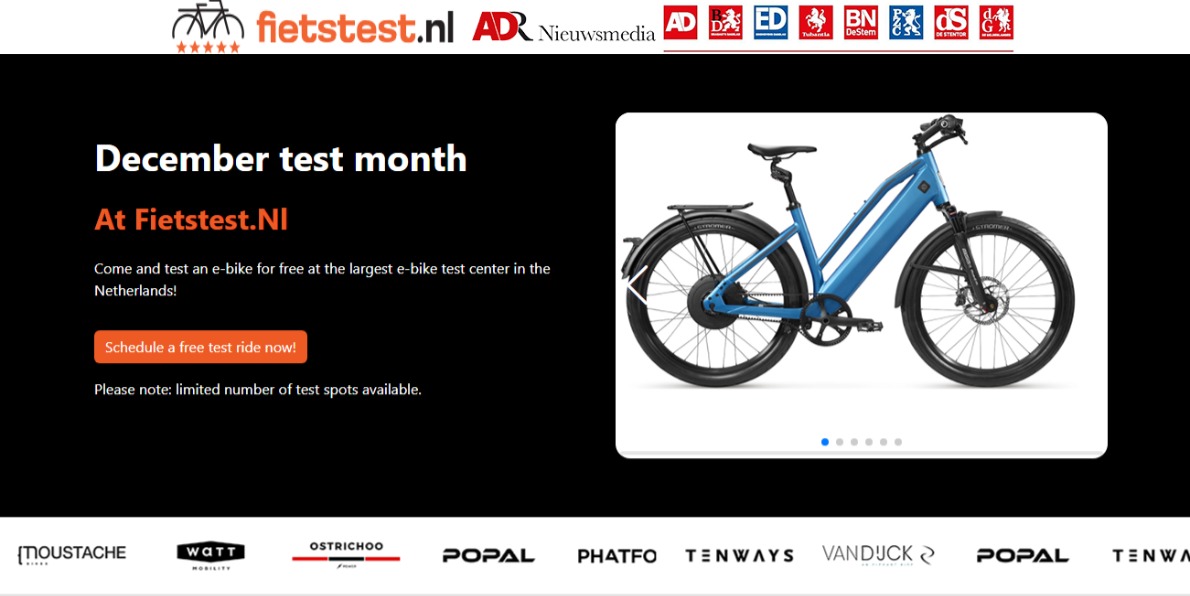 fietstest.nl ADR Nieuwsmedia AD BD ED Tubantia BN DeStem PZC dS DE STENTOR dG
December test month
At Fietstest.Nl
Come and test an e-bike for free at the largest e-bike test center in the
Netherlands!
Schedule a free test ride now!
Please note: limited number of test spots available.
STROMER STROMER
MOUSTACHE BIKES WATT MOBILITY OSTRICHOO POPAL PHATFO TENWAYS VANDIJCK POPAL TENWA